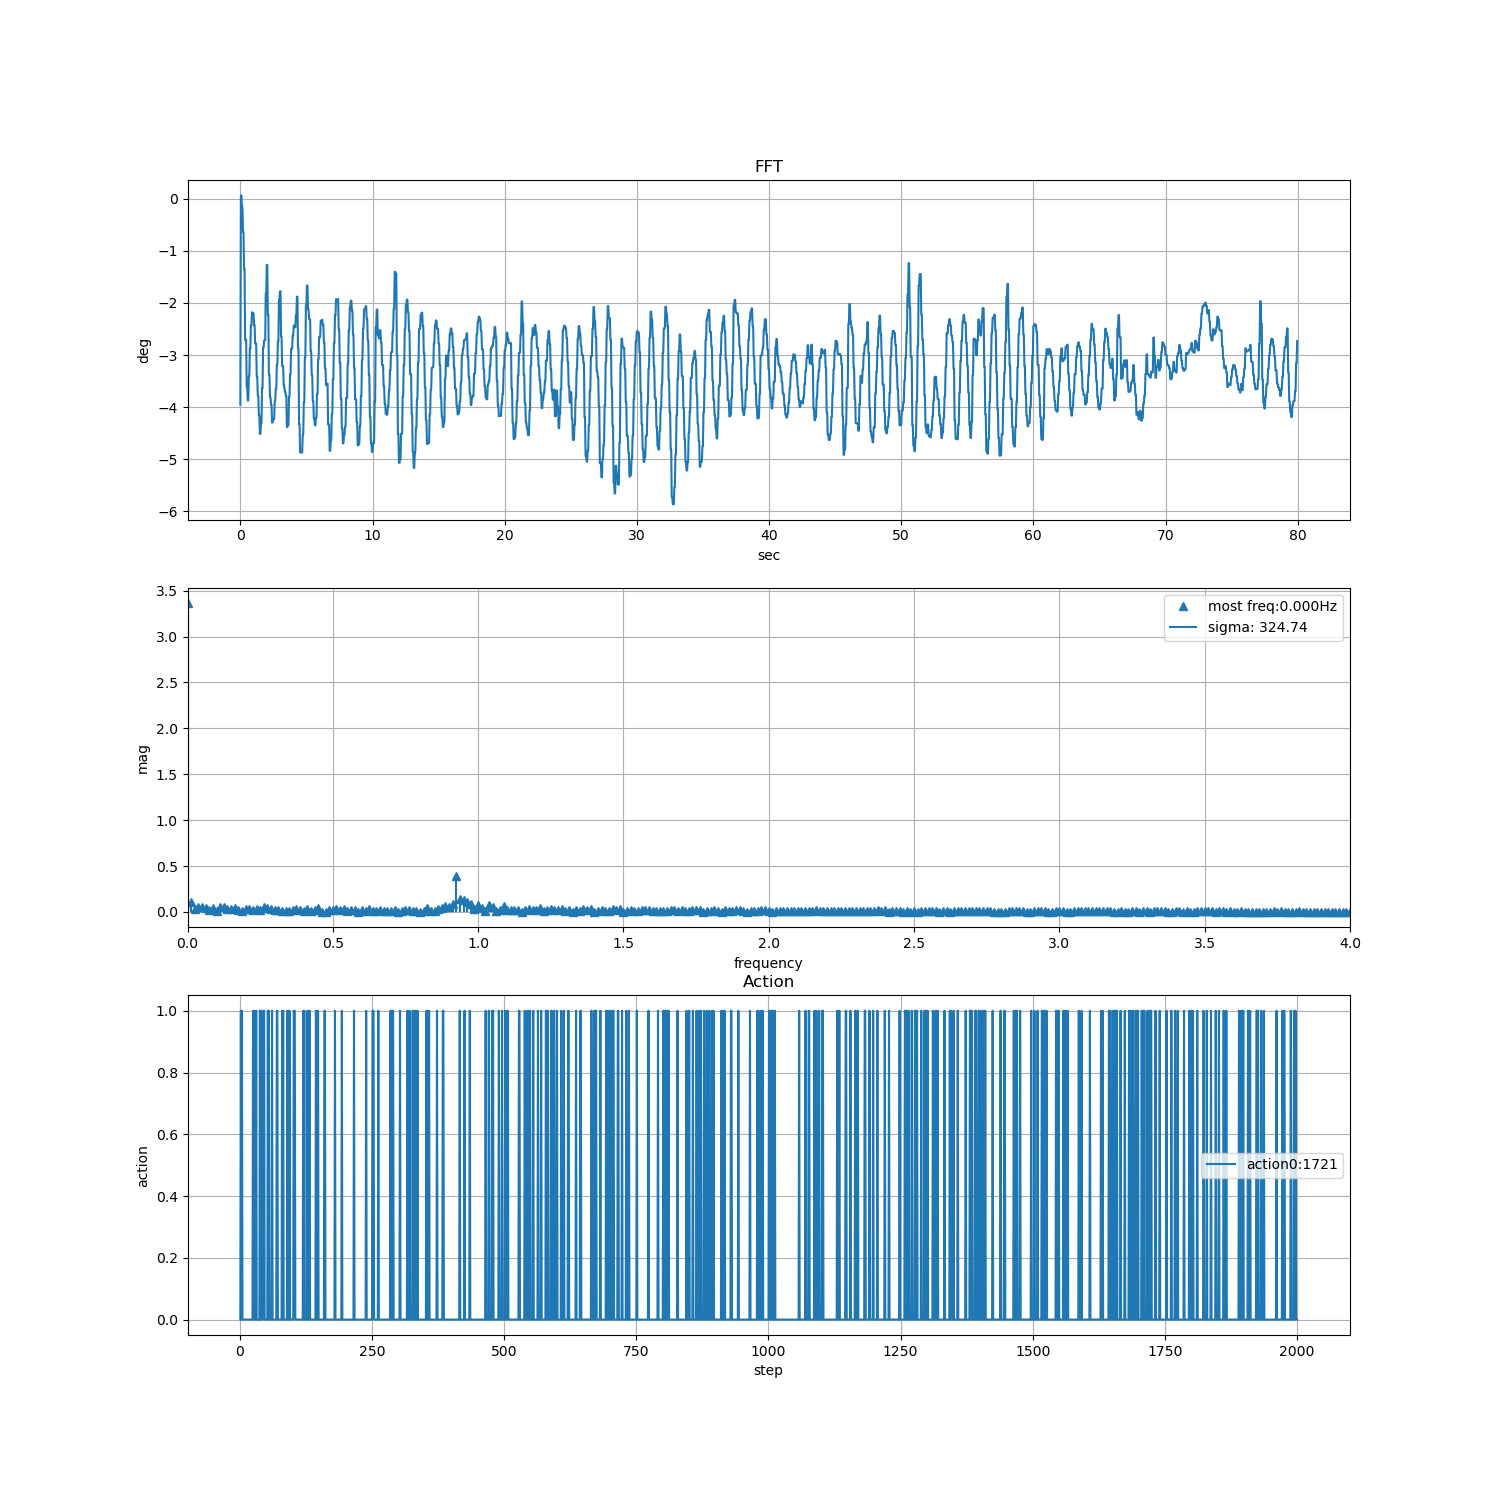 FFT
0
−1
−2
−3
−4
−5
−6
deg
0 10 20 30 40 50 60 70 80
sec
3.5
3.0
2.5
2.0
1.5
1.0
0.5
0.0
mag
most freq:0.000Hz
sigma: 324.74
0.0 0.5 1.0 1.5 2.0 2.5 3.0 3.5 4.0
frequency
Action
1.0
0.8
0.6
0.4
0.2
0.0
action
action0:1721
0 250 500 750 1000 1250 1500 1750 2000
step